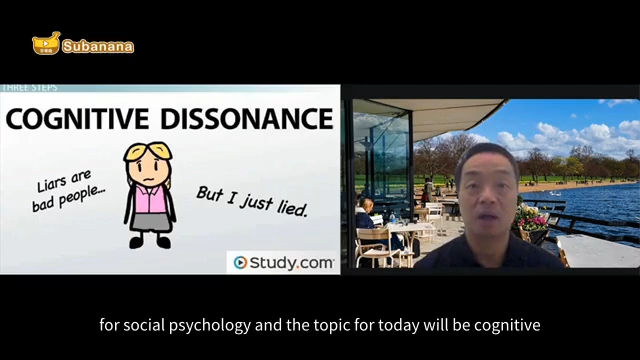 Subanana
THREE STEPS
COGNITIVE DISSONANCE
Liars are
bad people...
But I just lied.
Study.com
for social psychology and the topic for today will be cognitive